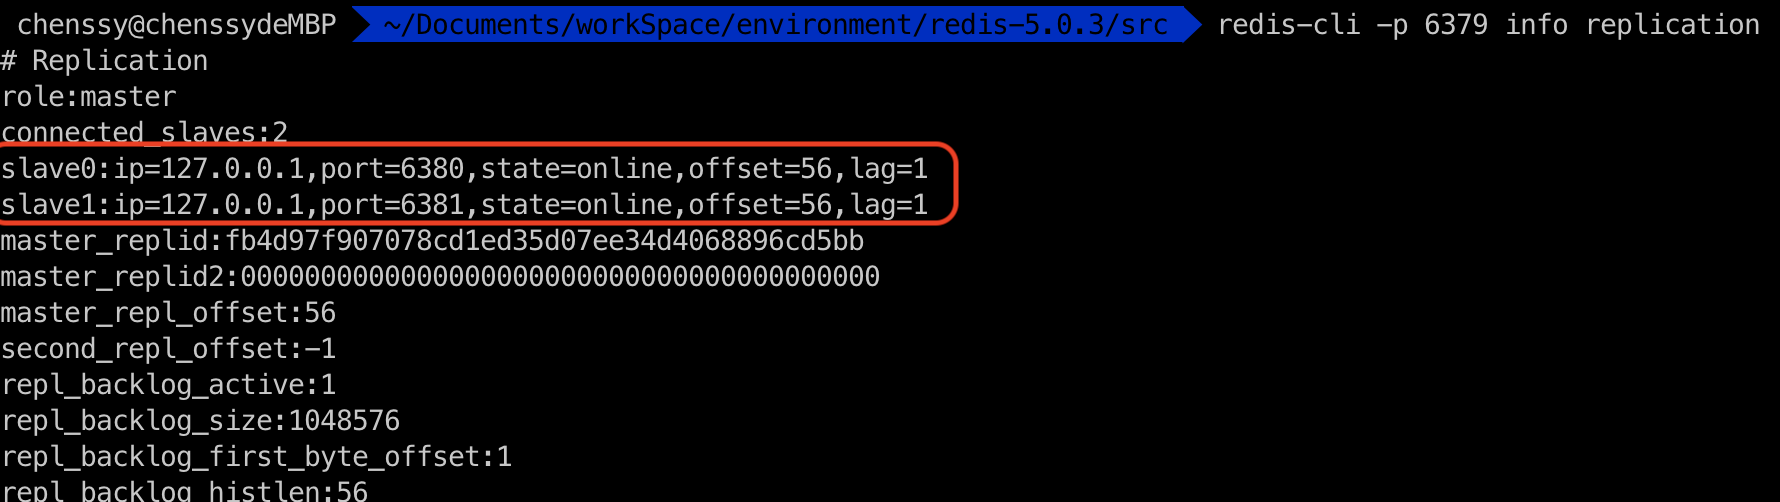 chenssy@chenssydeMBP ~/Documents/workSpace/environment/redis-5.0.3/src redis-cli -p 6379 info replication
# Replication
role:master
connected_slaves:2
slave0:ip=127.0.0.1,port=6380,state=online,offset=56,lag=1
slave1:ip=127.0.0.1,port=6381,state=online,offset=56,lag=1
master_replid:fb4d97f907078cd1ed35d07ee34d4068896cd5bb
master_replid2:0000000000000000000000000000000000000000
master_repl_offset:56
second_repl_offset:-1
repl_backlog_active:1
repl_backlog_size:1048576
repl_backlog_first_byte_offset:1
repl_backlog_histlen:56